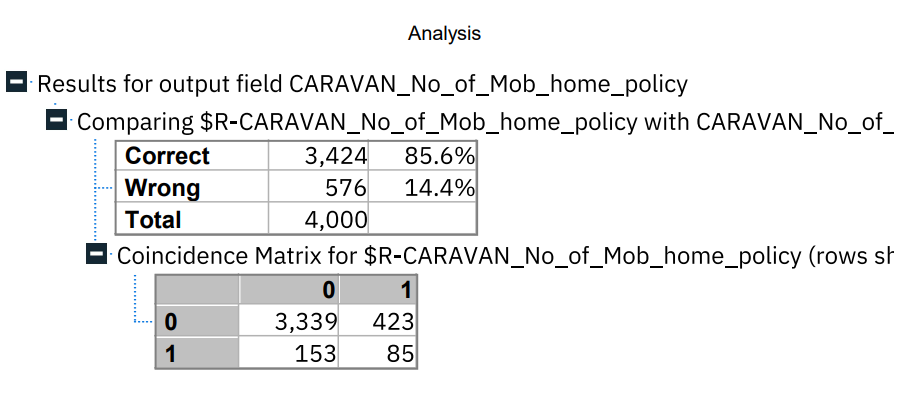 Analysis
Results for output field CARAVAN_No_of_Mob_home_policy
Comparing $R-CARAVAN_No_of_Mob_home_policy with CARAVAN_No_of_
Correct 3,424 85.6%
Wrong 576 14.4%
Total 4,000
Coincidence Matrix for $R-CARAVAN_No_of_Mob_home_policy (rows sh
0 1
0 3,339 423
1 153 85